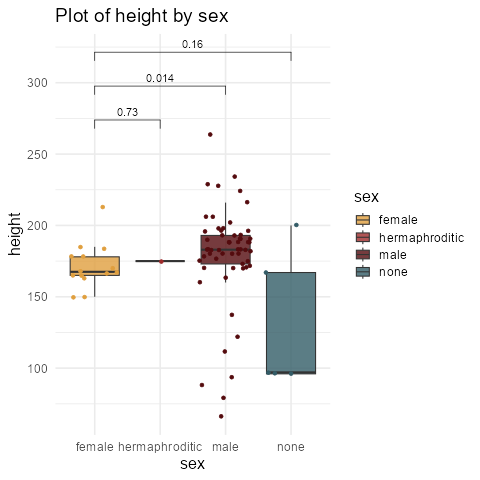 Plot of height by sex
0.16
0.014
0.73
300
250
200
150
100
height
female hermaphroditic male none
sex
sex
female
hermaphroditic
male
none